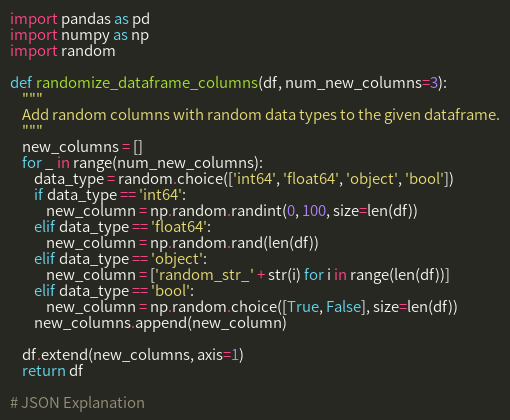 import pandas as pd
import numpy as np
import random

def randomize_dataframe_columns(df, num_new_columns=3):
    """
    Add random columns with random data types to the given dataframe.
    """
    new_columns = []
    for _ in range(num_new_columns):
        data_type = random.choice(['int64', 'float64', 'object', 'bool'])
        if data_type == 'int64':
            new_column = np.random.randint(0, 100, size=len(df))
        elif data_type == 'float64':
            new_column = np.random.rand(len(df))
        elif data_type == 'object':
            new_column = ['random_str_' + str(i) for i in range(len(df))]
        elif data_type == 'bool':
            new_column = np.random.choice([True, False], size=len(df))
        new_columns.append(new_column)

    df.extend(new_columns, axis=1)
    return df

# JSON Explanation